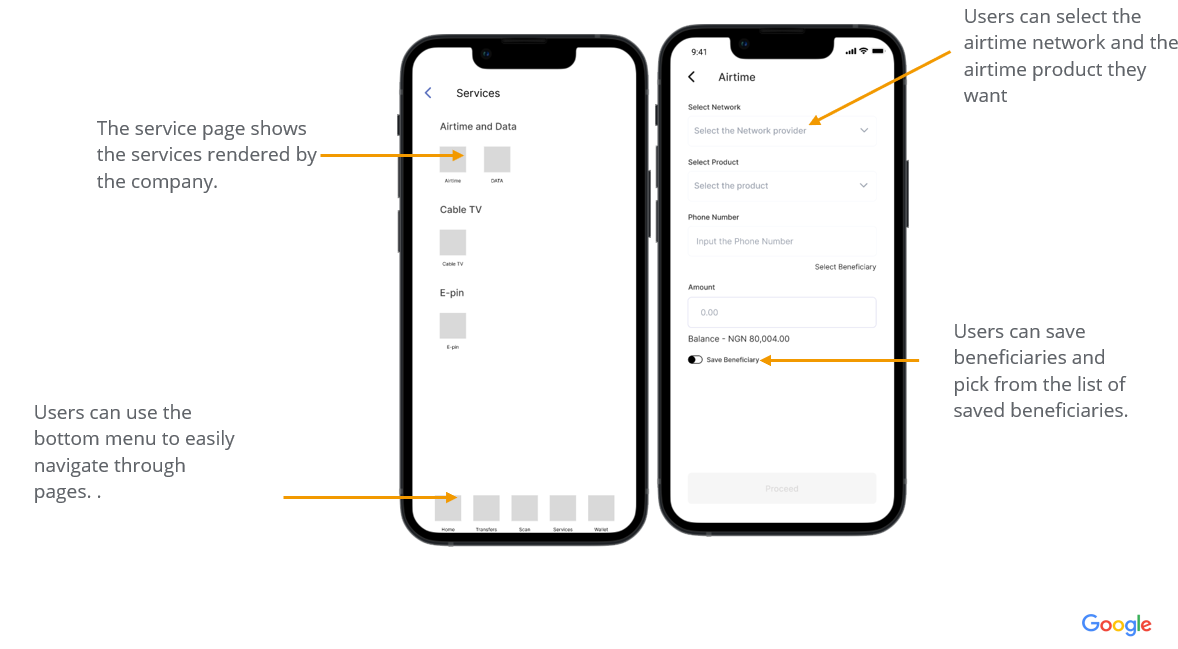 The service page shows
the services rendered by
the company.
Users can use the
bottom menu to easily
navigate through
pages. .
Services
Airtime and Data
Airtime
DATA
Cable TV
Cable TV
E-pin
E-pin
Home
Transfers
Scan
Services
Wallet
9:41
Airtime
Select Network
Select the Network provider
Select Product
Select the product
Phone Number
Input the Phone Number
Select Beneficiary
Amount
0.00
Balance - NGN 80,004.00
Save Beneficiary
Proceed
Users can select the
airtime network and the
airtime product they
want
Users can save
beneficiaries and
pick from the list of
saved beneficiaries.
Google